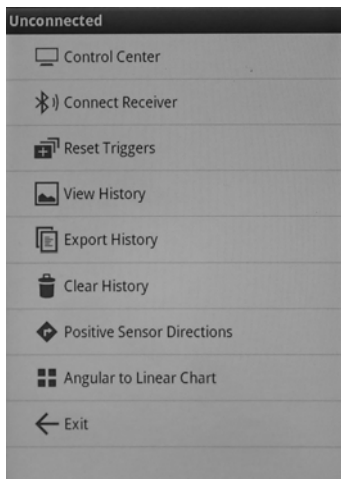 Unconnected
Control Center
Connect Receiver
Reset Triggers
View History
Export History
Clear History
Positive Sensor Directions
Angular to Linear Chart
Exit